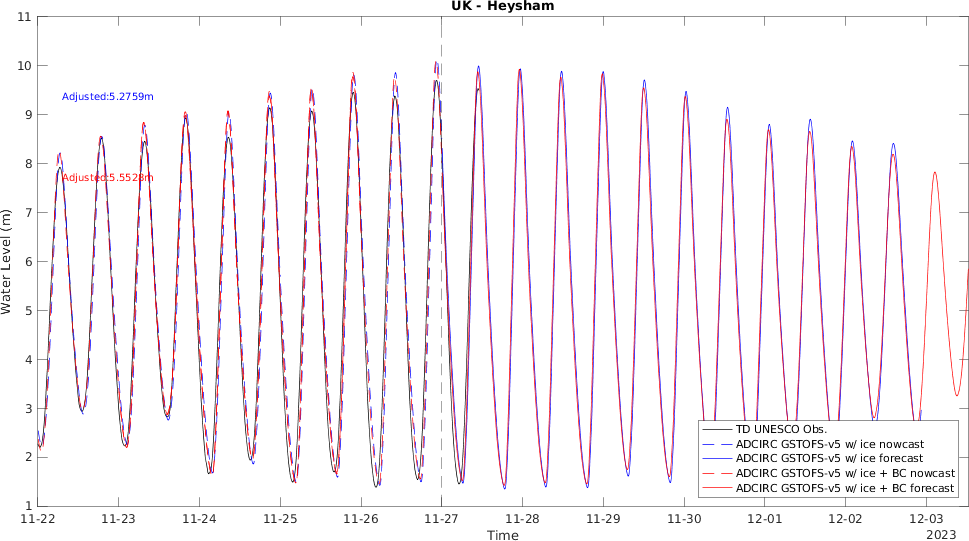 UK - Heysham
11
10
9
8
7
6
5
4
3
2
1
Water Level (m)
Adjusted:5.2759m
Adjusted:5.5528m
TD UNESCO Obs.
ADCIRC GSTOFS-v5 w/ ice nowcast
ADCIRC GSTOFS-v5 w/ ice forecast
ADCIRC GSTOFS-v5 w/ ice + BC nowcast
ADCIRC GSTOFS-v5 w/ ice + BC forecast
11-22 11-23 11-24 11-25 11-26 11-27 11-28 11-29 11-30 12-01 12-02 12-03
Time
2023